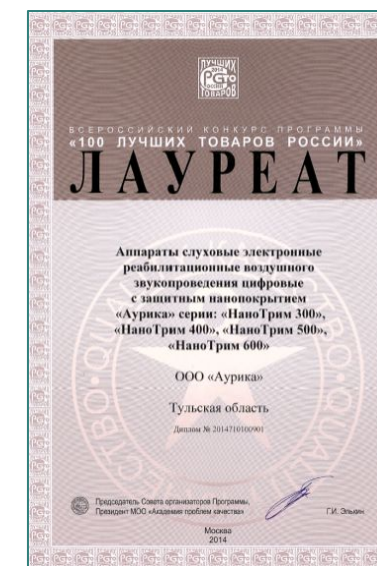 ЛУЧШИХ
ТОВАРОВ
ВСЕРОССИЙСКИЙ КОНКУРС ПРОГРАММЫ
«100 ЛУЧШИХ ТОВАРОВ РОССИИ»
ЛАУРЕАТ
Аппараты слуховые электронные
реабилитационные воздушного
звукопроведения цифровые
с защитным нанопокрытием
«Аурика» серии: «НаноТрим 300»,
«НаноТрим 400», «НаноТрим 500»,
«НаноТрим 600»
ООО «Аурика»
Тульская область
Диплом № 2014710100901
Председатель Совета организаторов Программы,
Президент МОО «Академия проблем качества»
Г.И. Элькин
Москва
2014